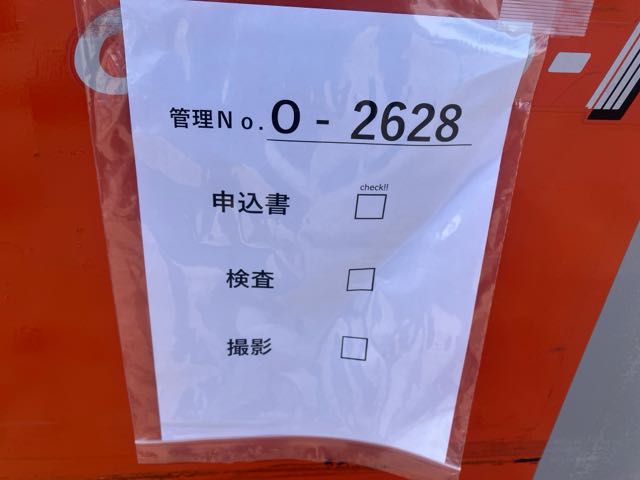 管理No. O - 2628
check!!
申込書 □
検査 □
撮影 □